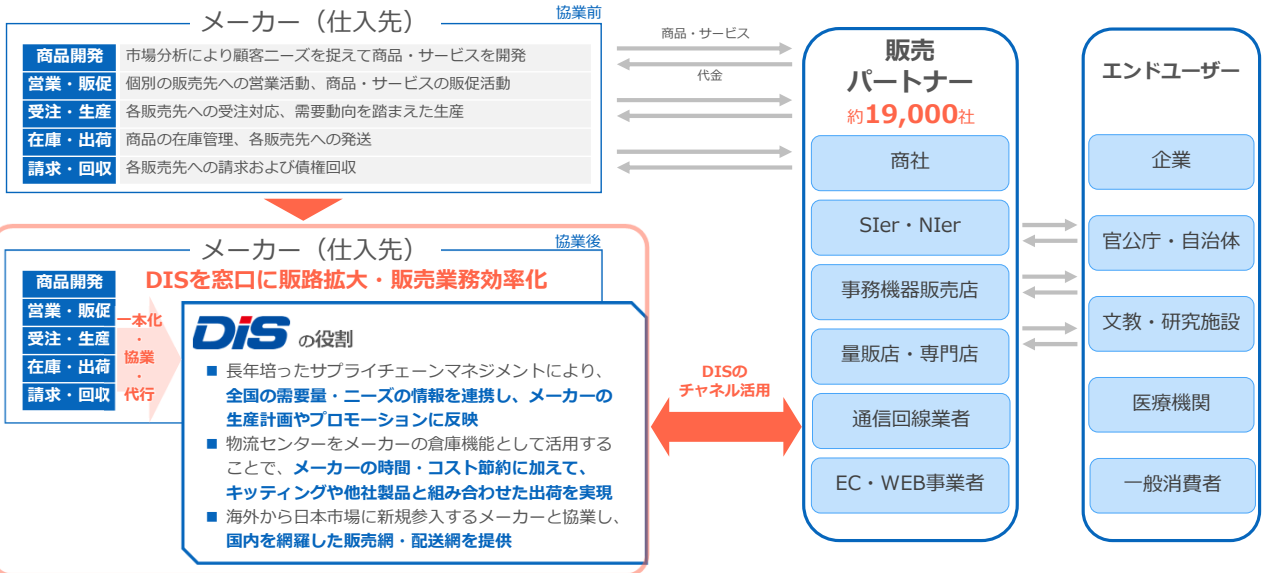 メーカー（仕入先）
協業前
商品開発 市場分析により顧客ニーズを捉えて商品・サービスを開発
営業・販促 個別の販売先への営業活動、商品・サービスの販促活動
受注・生産 各販売先への受注対応、需要動向を踏まえた生産
在庫・出荷 商品の在庫管理、各販売先への発送
請求・回収 各販売先への請求および債権回収
商品・サービス
代金
メーカー（仕入先）
協業後
DISを窓口に販路拡大・販売業務効率化
商品開発
営業・販促
受注・生産
在庫・出荷
請求・回収
一本化
・
協業
・
代行
DiS の役割
■ 長年培ったサプライチェーンマネジメントにより、
全国の需要量・ニーズの情報を連携し、メーカーの
生産計画やプロモーションに反映
■ 物流センターをメーカーの倉庫機能として活用する
ことで、メーカーの時間・コスト節約に加えて、
キッティングや他社製品と組み合わせた出荷を実現
■ 海外から日本市場に新規参入するメーカーと協業し、
国内を網羅した販売網・配送網を提供
DISの
チャネル活用
販売
パートナー
約19,000社
商社
SIer・NIer
事務機器販売店
量販店・専門店
通信回線業者
EC・WEB事業者
エンドユーザー
企業
官公庁・自治体
文教・研究施設
医療機関
一般消費者